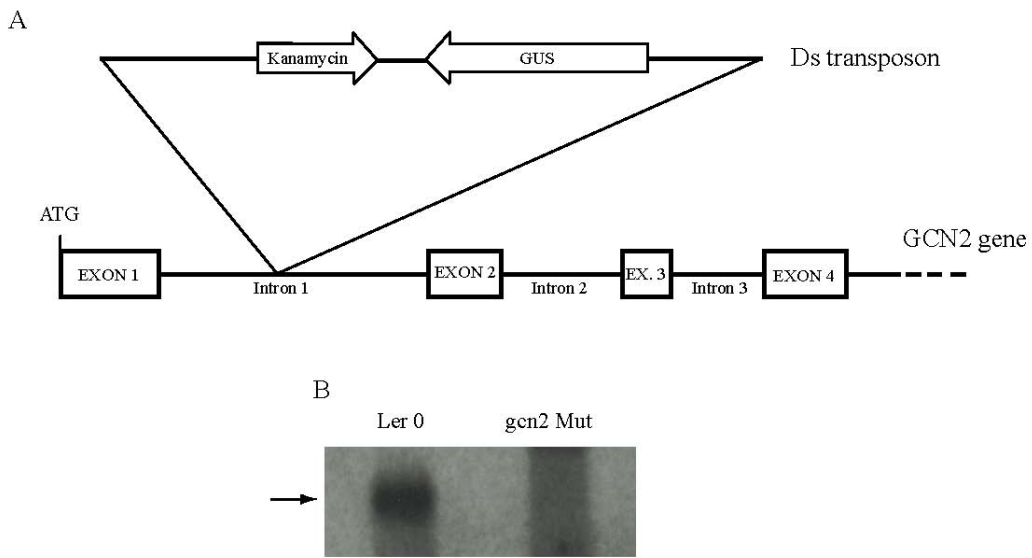 A
Kanamycin
GUS
Ds transposon
ATG
GCN2 gene
EXON 1
EXON 2
EX. 3
EXON 4
Intron 1
Intron 2
Intron 3
B
Ler 0
gcn2 Mut